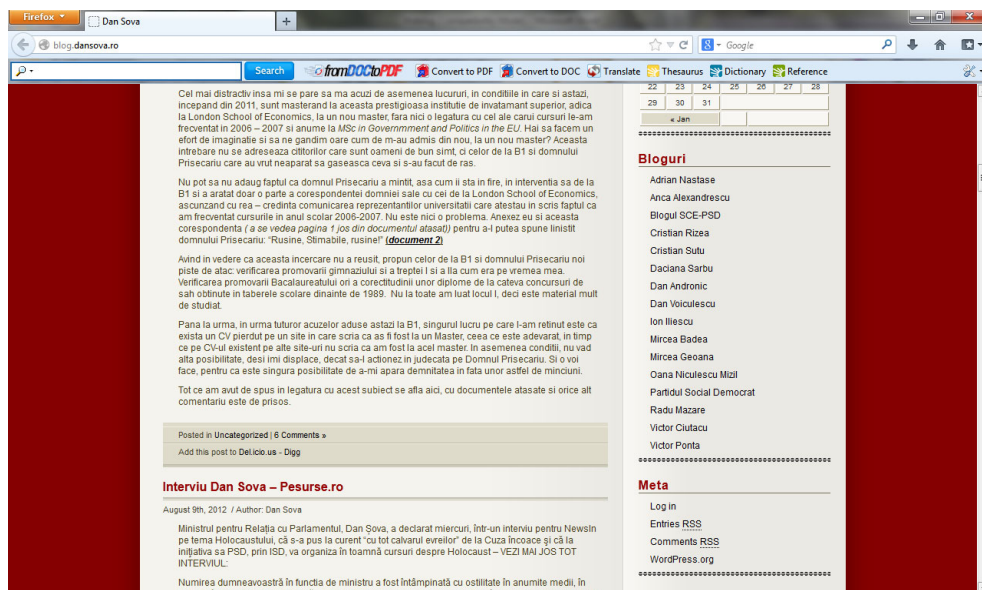 Firefox
Dan Sova
blog.dansova.ro
Google
Search
fromDOCtoPDF
Convert to PDF
Convert to DOC
Translate
Thesaurus
Dictionary
Reference
Cel mai distractiv insa mi se pare sa ma acuzi de asemenea lucururi, in conditiile in care si astazi,
incepand din 2011, sunt masterand la aceasta prestigioasa institutie de invatamant superior, adica
la London School of Economics, la un nou master, fara nici o legatura cu cel ale carui cursuri le-am
frecventat in 2006 – 2007 si anume la MSc in Governmment and Politics in the EU. Hai sa facem un
efort de imaginatie si sa ne gandim oare cum de m-au admis din nou, la un nou master? Aceasta
intrebare nu se adreseaza cititorilor care sunt oameni de bun simt, ci celor de la B1 si domnului
Prisecariu care au vrut neaparat sa gaseasca ceva si s-au facut de ras.
Nu pot sa nu adaug faptul ca domnul Prisecariu a mintit, asa cum ii sta in fire, in interventia sa de la
B1 si a aratat doar o parte a corespondentei domniei sale cu cei de la London School of Economics,
ascunzand cu rea – credinta comunicarea reprezentantilor universitatii care atestau in scris faptul ca
am frecventat cursurile in anul scolar 2006-2007. Nu este nici o problema. Anexez eu si aceasta
corespondenta ( a se vedea pagina 1 jos din documentul atasat)) pentru a-l putea spune linistit
domnului Prisecariu: “Rusine, Stimabile, rusine!” (document 2)
Avind in vedere ca aceasta incercare nu a reusit, propun celor de la B1 si domnului Prisecariu noi
piste de atac: verificarea promovarii gimnaziului si a treptei I si a IIa cum era pe vremea mea.
Verificarea promovarii Bacalaureatului ori a corectitudinii unor diplome de la cateva concursuri de
sah obtinute in taberele scolare dinainte de 1989. Nu la toate am luat locul I, deci este material mult
de studiat.
Pana la urma, in urma tuturor acuzelor aduse astazi la B1, singurul lucru pe care l-am retinut este ca
exista un CV pierdut pe un site in care scria ca as fi fost la un Master, ceea ce este adevarat, in timp
ce pe CV-ul existent pe alte site-uri nu scria ca am fost la acel master. In asemenea conditii, nu vad
alta posibilitate, desi imi displace, decat sa-l actionez in judecata pe Domnul Prisecariu. Si o voi
face, pentru ca este singura posibilitate de a-mi apara demnitatea in fata unor astfel de minciuni.
Tot ce am avut de spus in legatura cu acest subiect se afla aici, cu documentele atasate si orice alt
comentariu este de prisos.
Posted in Uncategorized | 6 Comments »
Add this post to Del.icio.us - Digg
Interviu Dan Sova – Pesurse.ro
August 9th, 2012 / Author: Dan Sova
Ministrul pentru Relația cu Parlamentul, Dan Șova, a declarat miercuri, într-un interviu pentru NewsIn
pe tema Holocaustului, că s-a pus la curent “cu tot calvarul evreilor” de la Cuza încoace şi că la
inițiativa sa PSD, prin ISD, va organiza în toamnă cursuri despre Holocaust – VEZI MAI JOS TOT
INTERVIUL:
Numirea dumneavoastră în functia de ministru a fost întâmpinată cu ostilitate în anumite medii, în
22 23 24 25 26 27 28
29 30 31
« Jan
Bloguri
Adrian Nastase
Anca Alexandrescu
Blogul SCE-PSD
Cristian Rizea
Cristian Sutu
Daciana Sarbu
Dan Andronic
Dan Voiculescu
Ion Iliescu
Mircea Badea
Mircea Geoana
Oana Niculescu Mizil
Partidul Social Democrat
Radu Mazare
Victor Ciutacu
Victor Ponta
Meta
Log in
Entries RSS
Comments RSS
WordPress.org